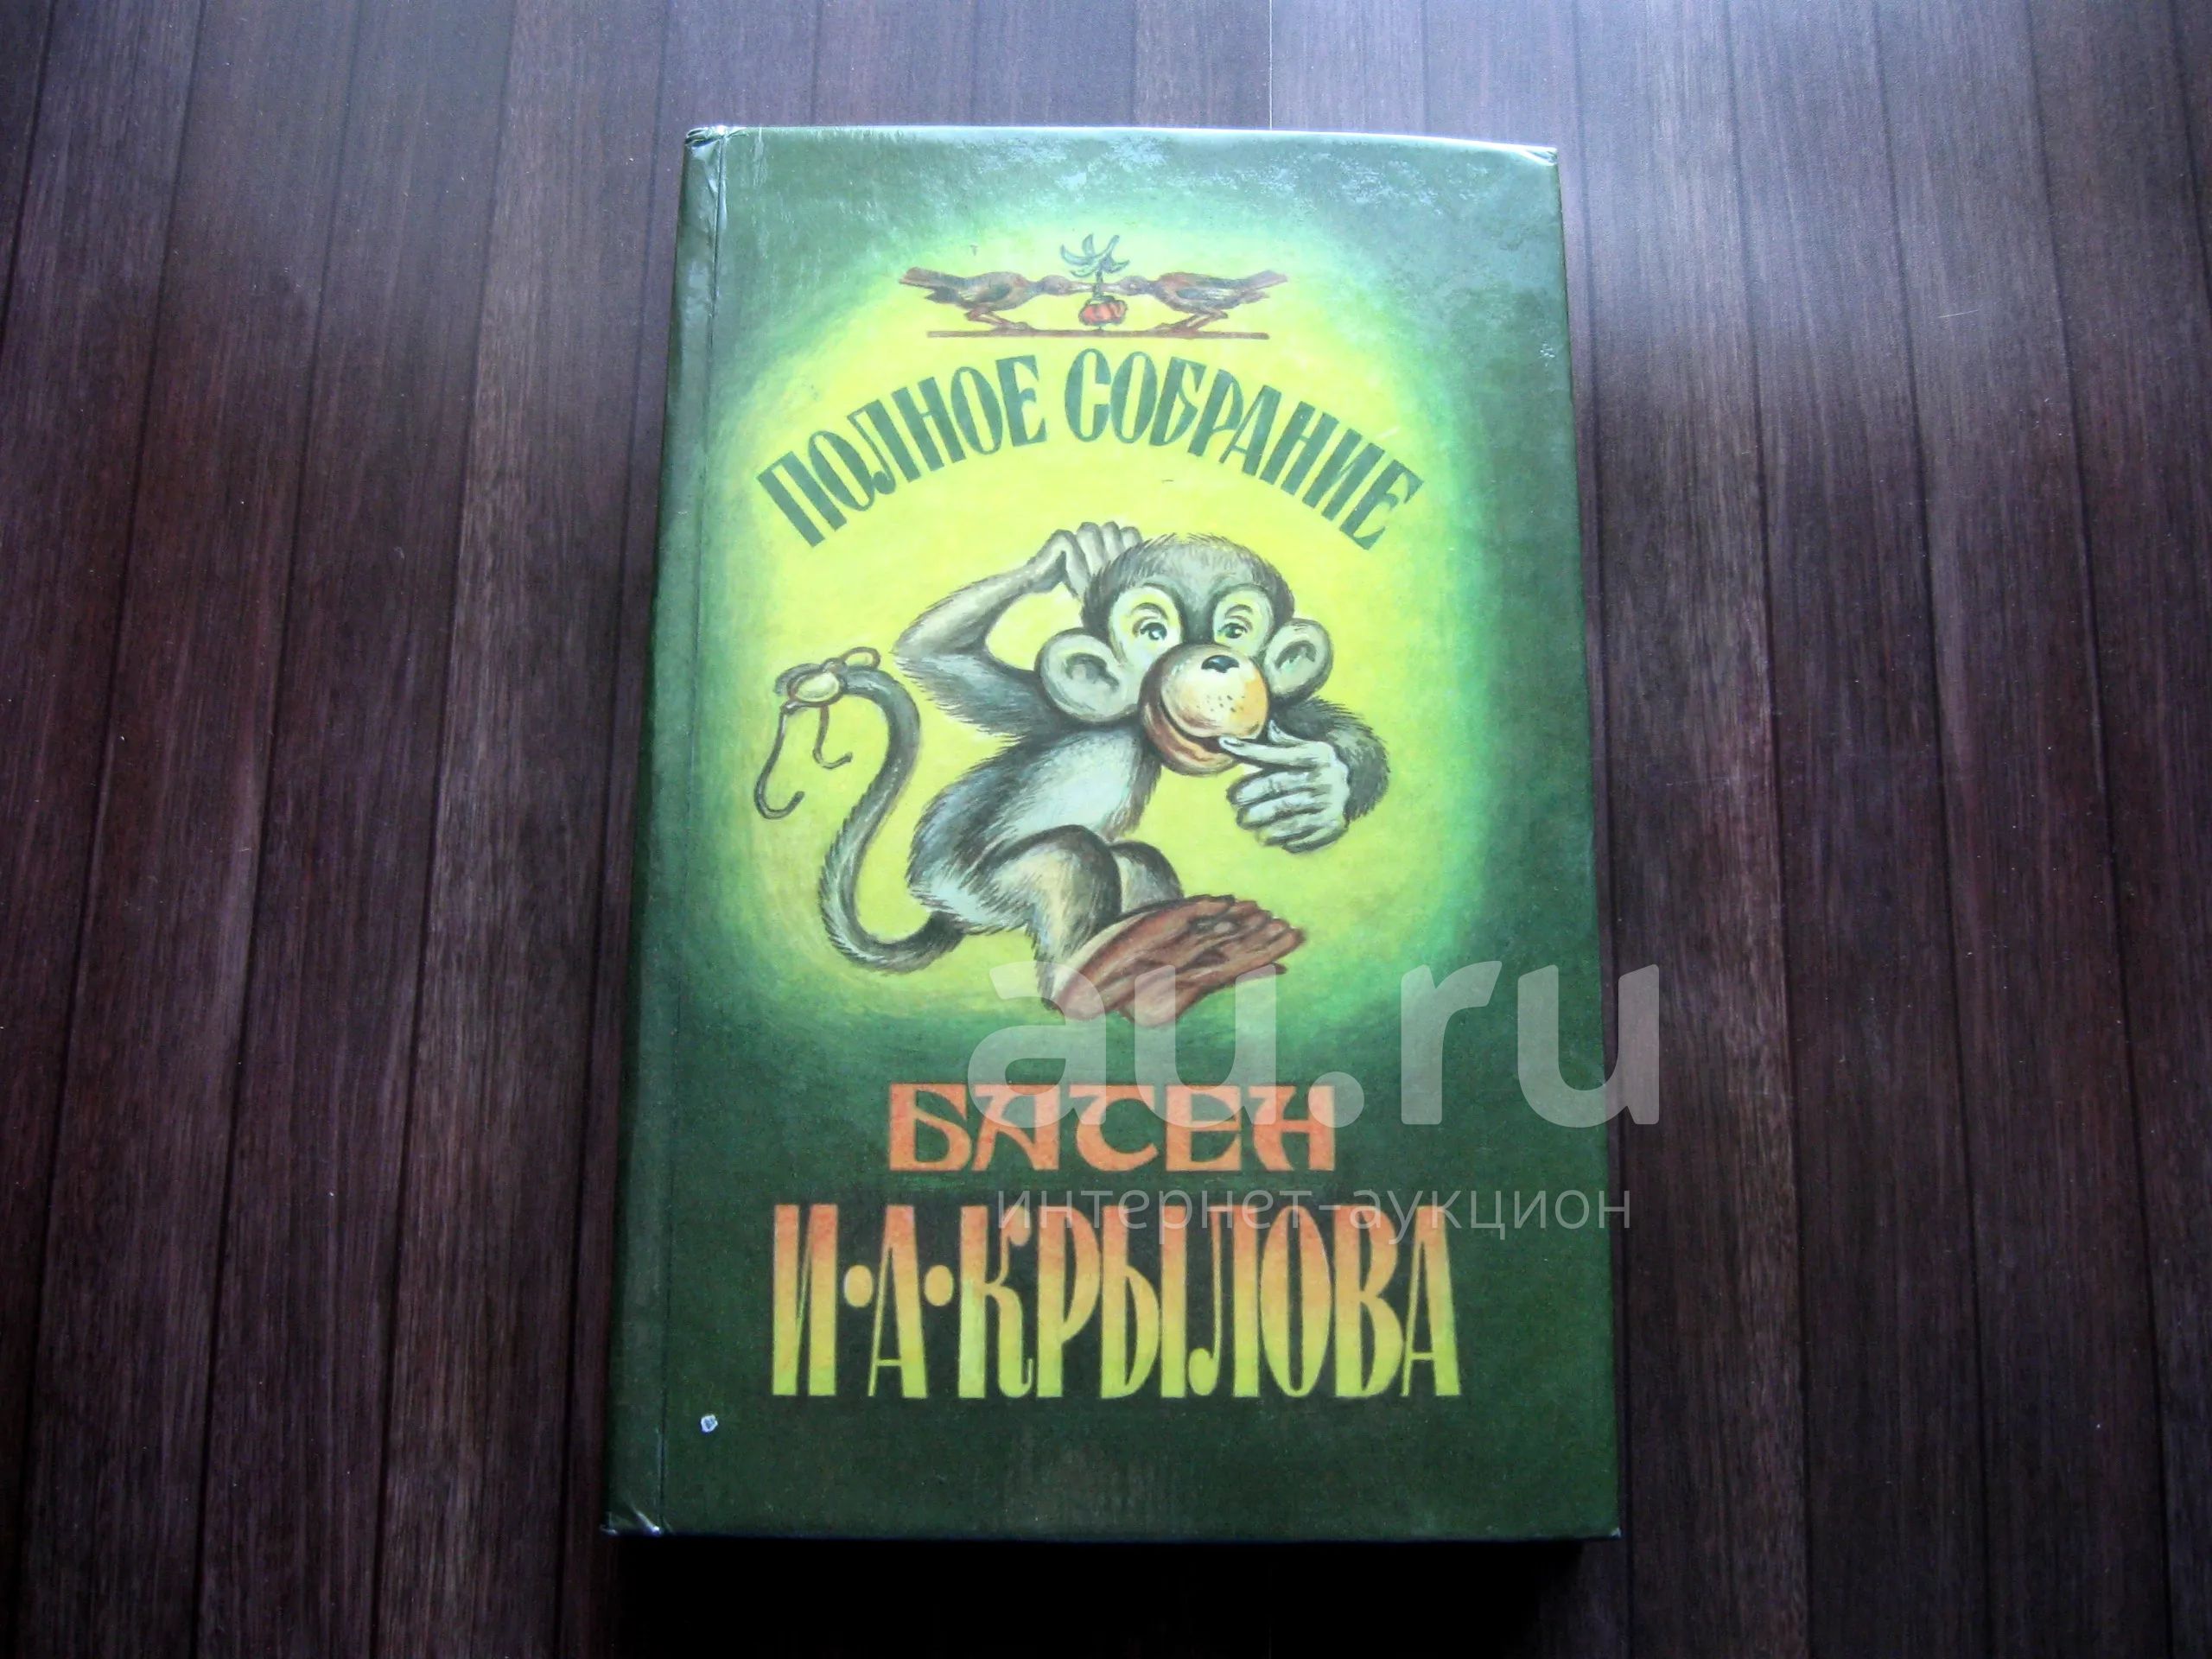 ПОЛНОЕ СОБРАНИЕ
au.ru
БАСЕН
интернет-аукцион
И·А·КРЫЛОВА